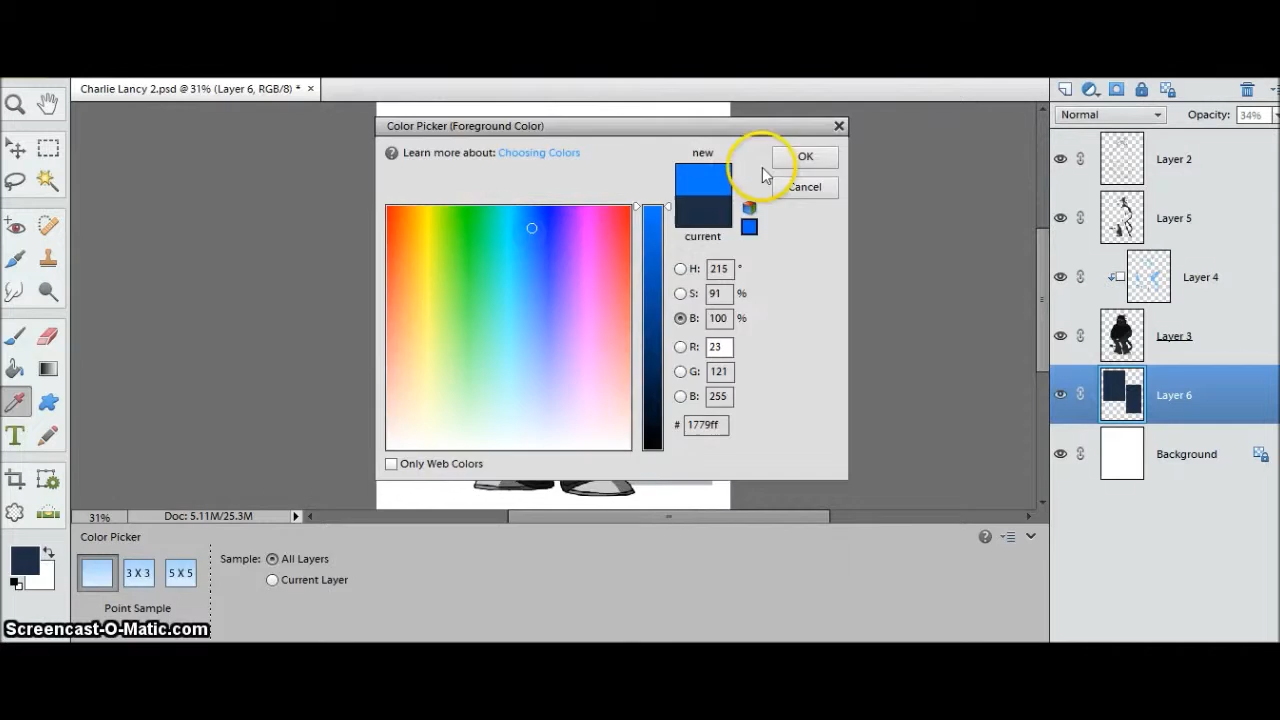 Charlie Lancy 2.psd @ 31% (Layer 6, RGB/8) * ×
Color Picker (Foreground Color)
Learn more about: Choosing Colors
new
OK
Cancel
current
H: 215 °
S: 91 %
B: 100 %
R: 23
G: 121
B: 255
# 1779ff
Only Web Colors
Normal
Opacity: 34%
Layer 2
Layer 5
Layer 4
Layer 3
Layer 6
Background
31% Doc: 5.11M/25.3M
Color Picker
3 X 3
5 X 5
Point Sample
Sample: All Layers
Current Layer
T
Screencast-O-Matic.com